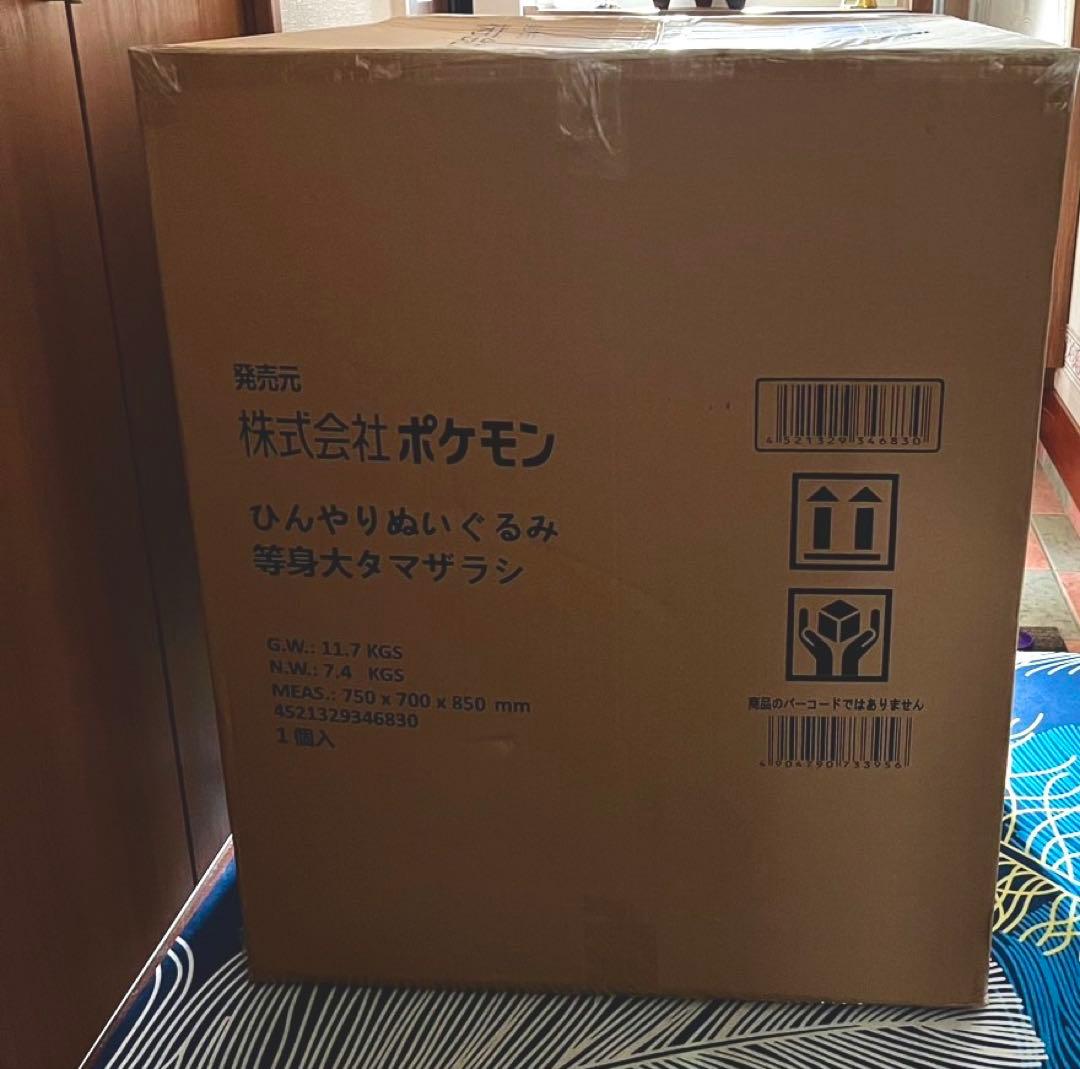 発売元
株式会社ポケモン
ひんやりぬいぐるみ
等身大タマザラシ
G.W.: 11.7 KGS
N.W.: 7.4 KGS
MEAS.: 750 x 700 x 850 mm
4521329346830
1個入
4521329346830
商品のバーコードではありません
4904790733956